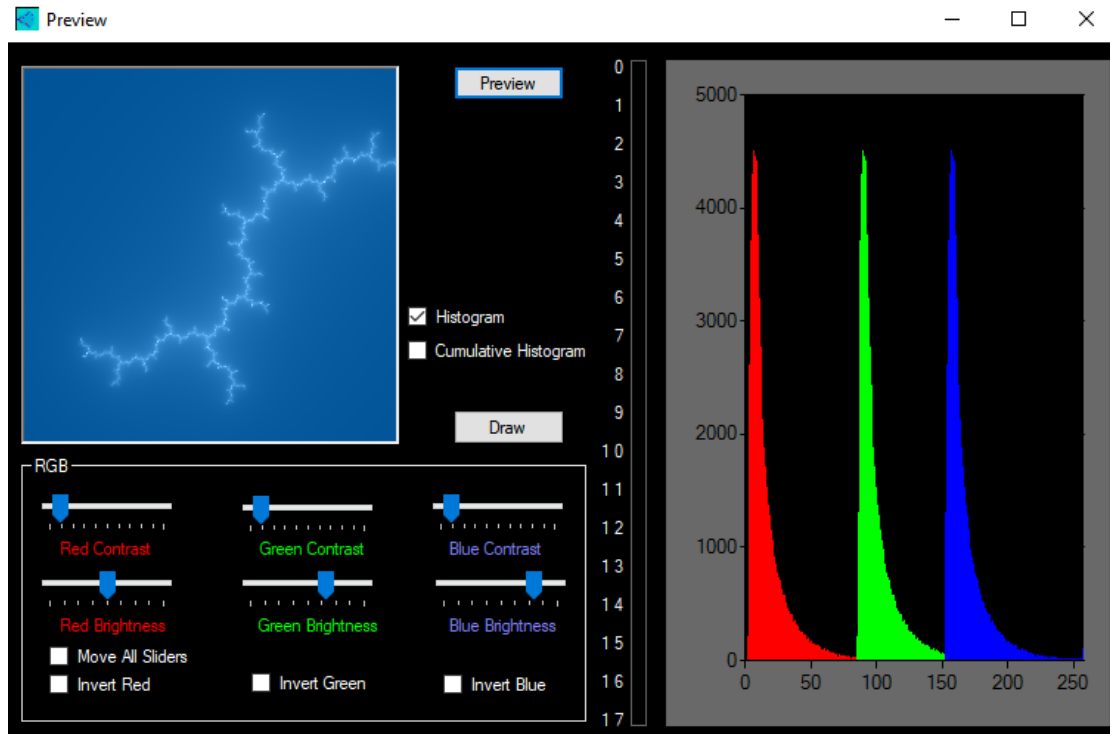 Preview
Preview
Histogram
Cumulative Histogram
Draw
RGB
Red Contrast
Green Contrast
Blue Contrast
Red Brightness
Green Brightness
Blue Brightness
Move All Sliders
Invert Red
Invert Green
Invert Blue
0
1
2
3
4
5
6
7
8
9
10
11
12
13
14
15
16
17
5000
4000
3000
2000
1000
0
0 50 100 150 200 250